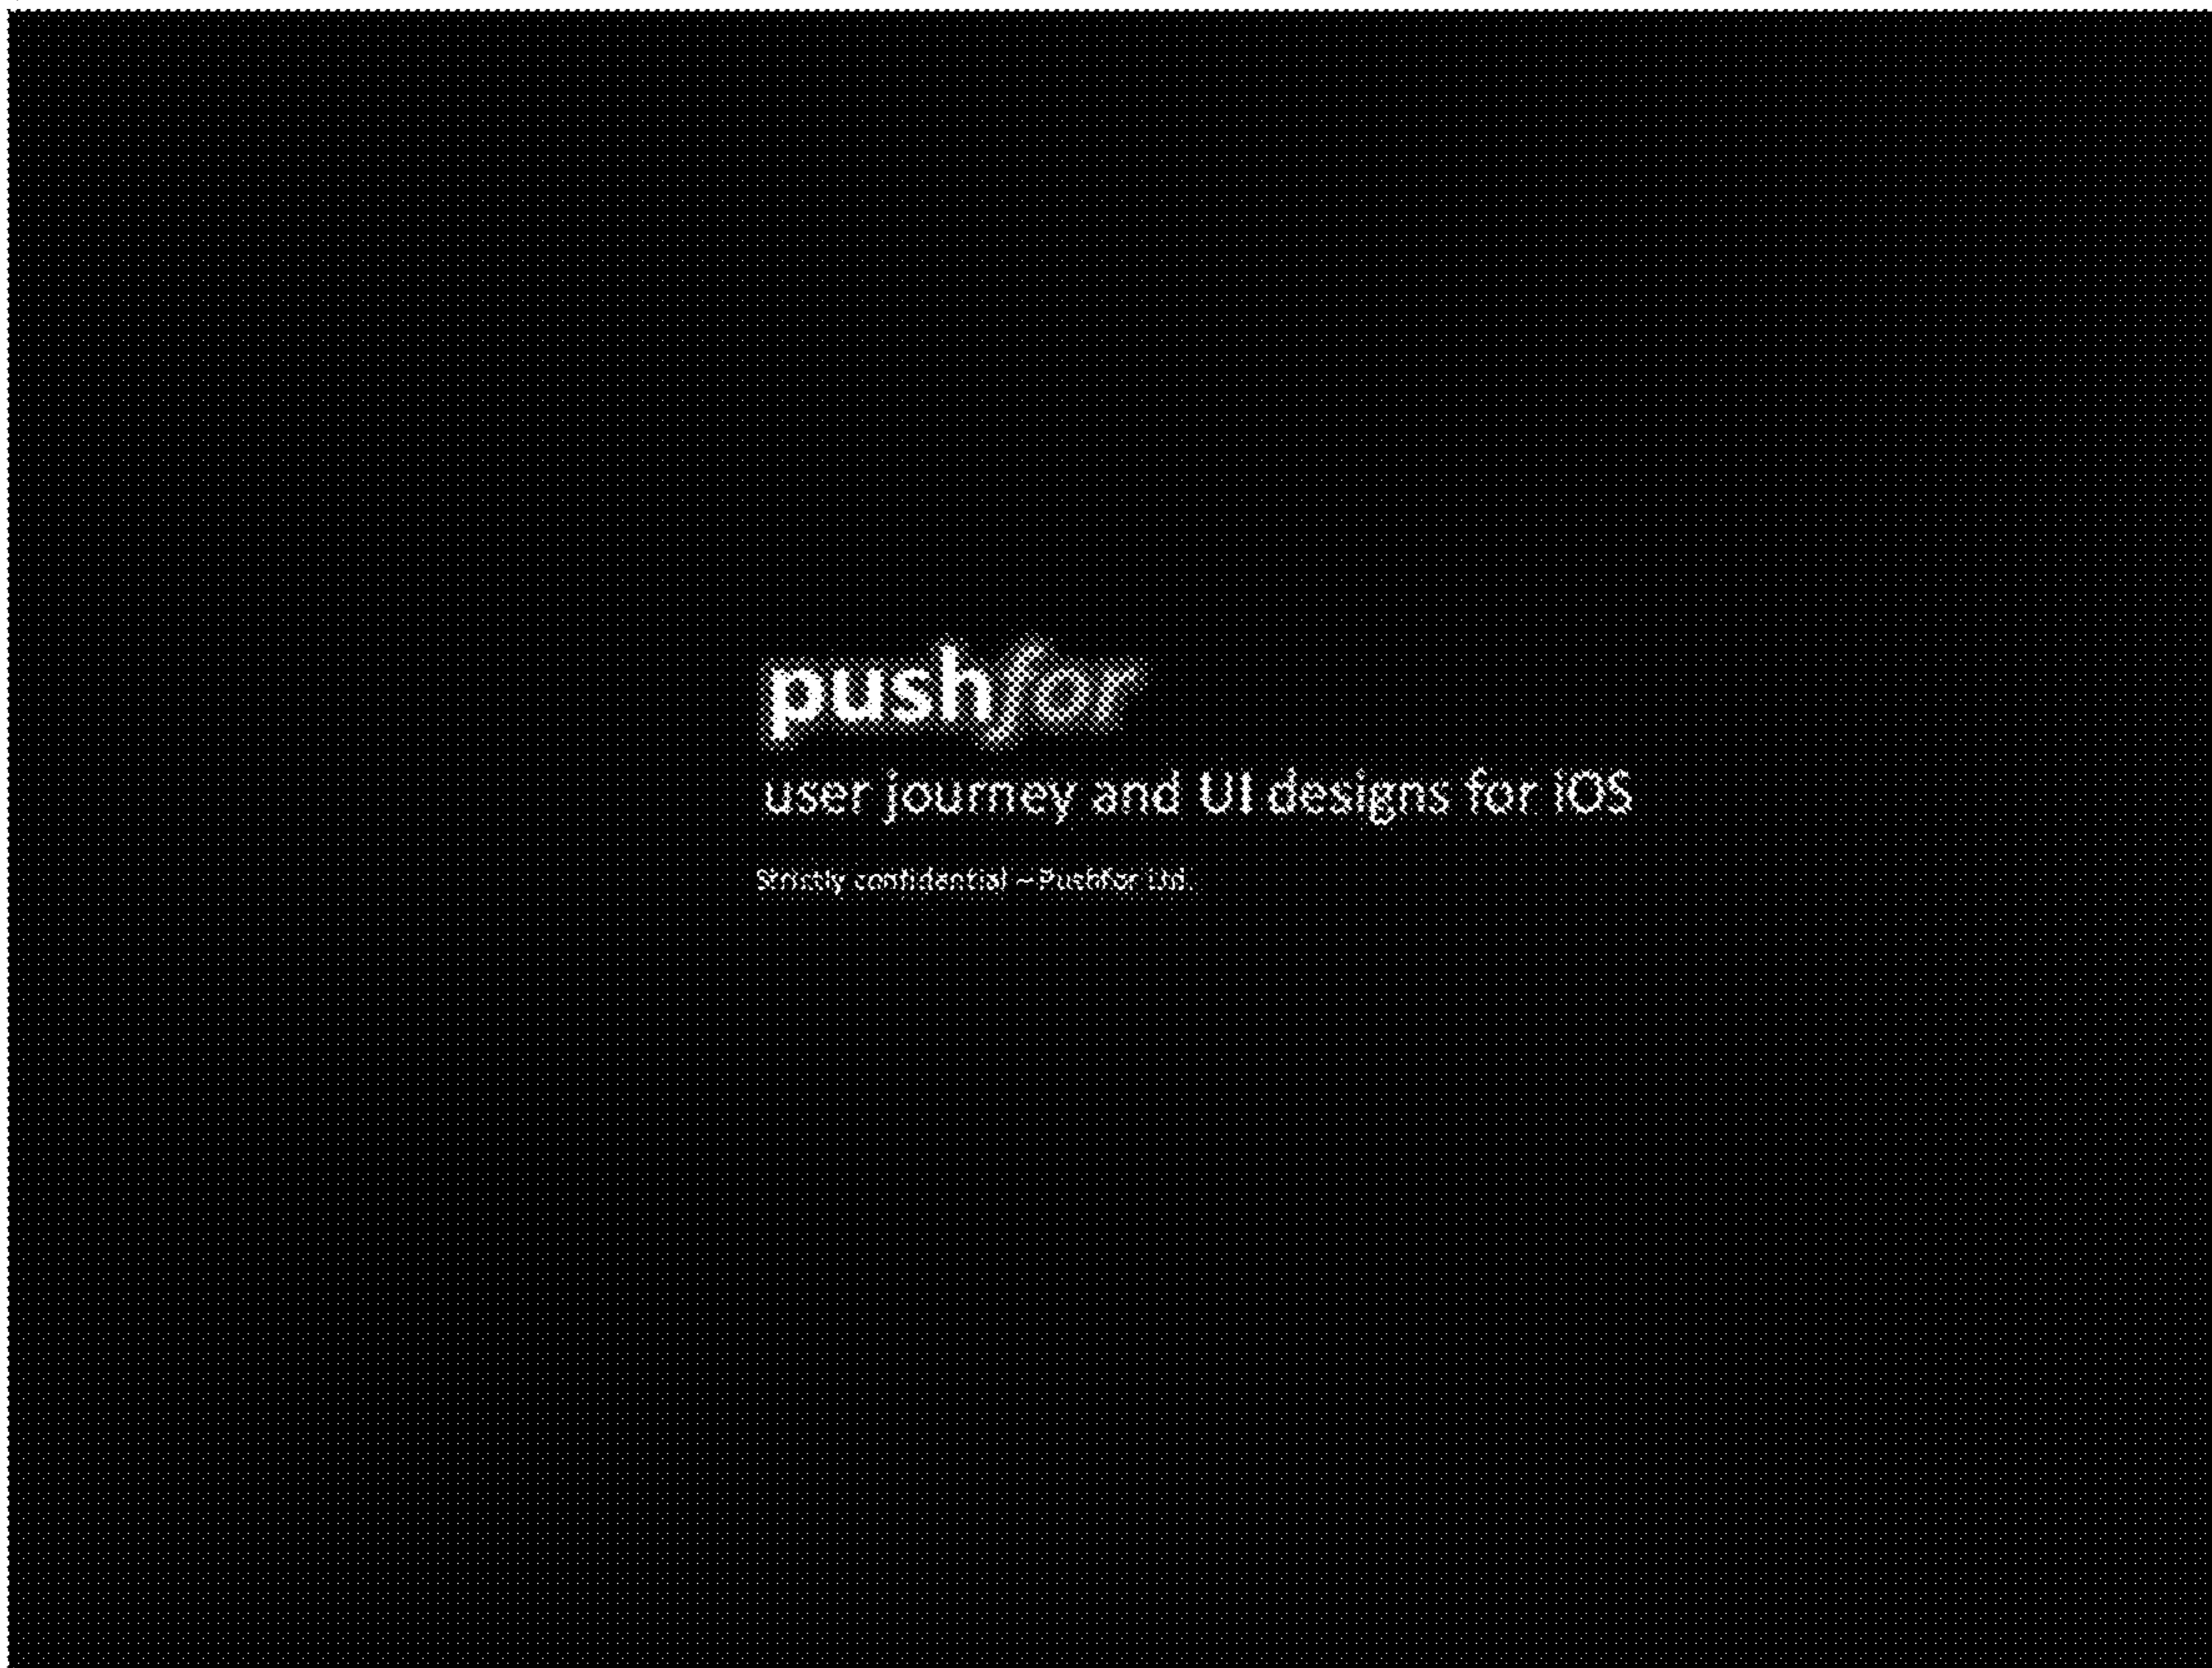 pushfor
user journey and UI designs for iOS
Strictly confidential – Pushfor Ltd.